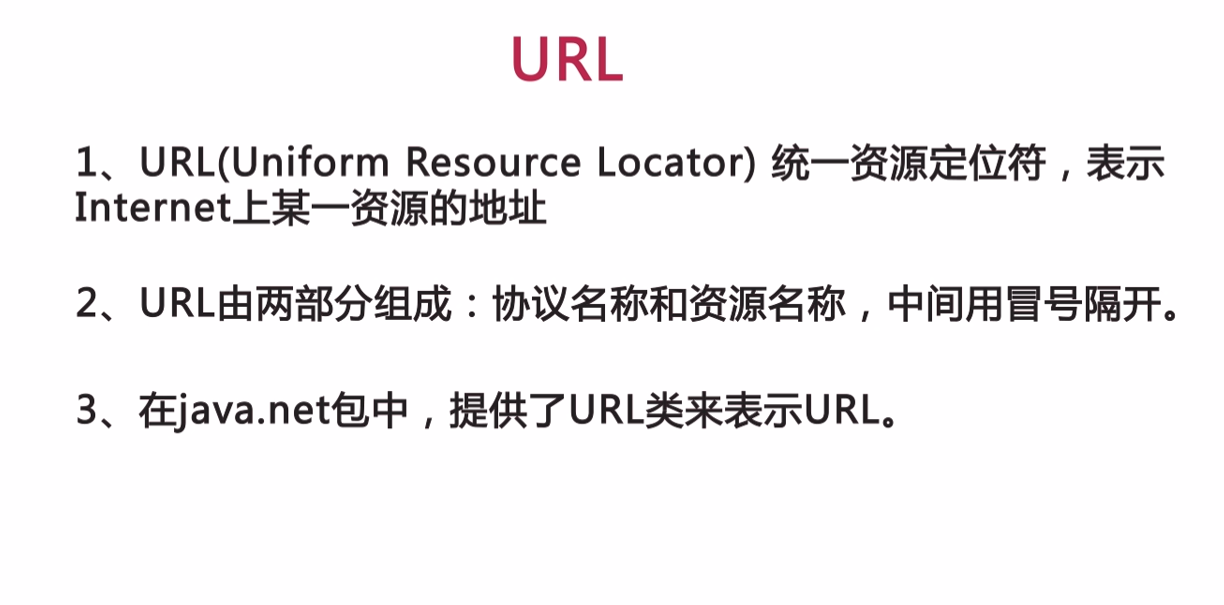 URL
1、URL(Uniform Resource Locator) 统一资源定位符，表示
Internet上某一资源的地址
2、URL由两部分组成：协议名称和资源名称，中间用冒号隔开。
3、在java.net包中，提供了URL类来表示URL。